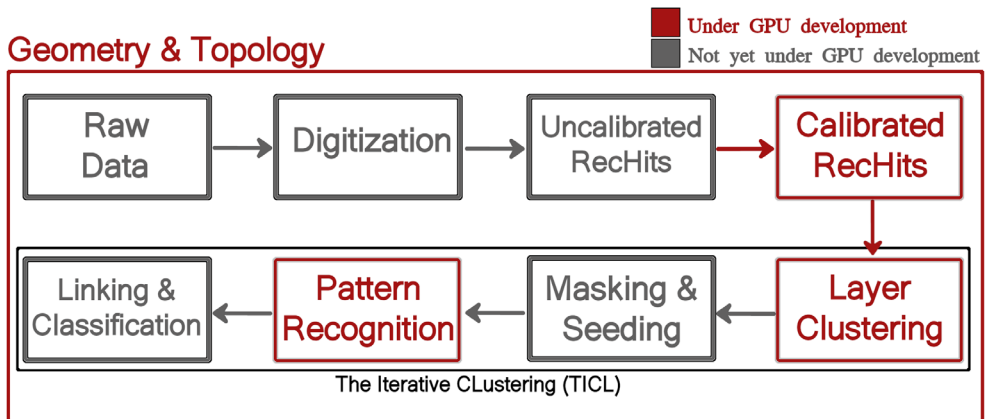 Under GPU development
Not yet under GPU development
Geometry & Topology
Raw
Data
Digitization
Uncalibrated
RecHits
Calibrated
RecHits
Linking &
Classification
Pattern
Recognition
Masking &
Seeding
Layer
Clustering
The Iterative CLustering (TICL)